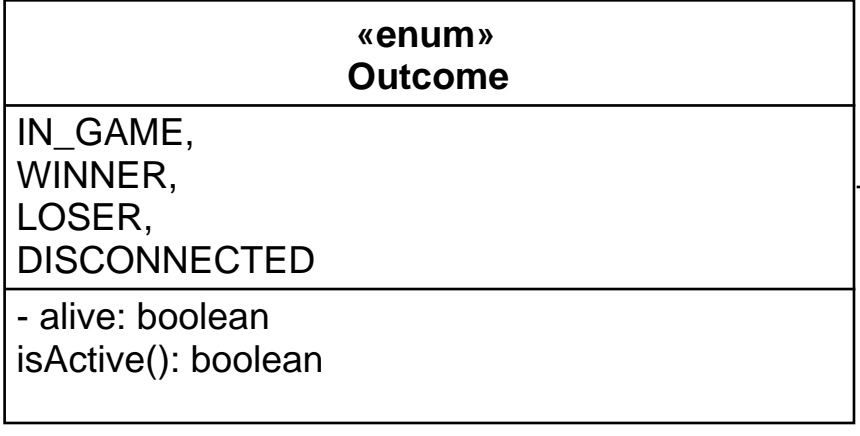 «enum»
Outcome
IN_GAME,
WINNER,
LOSER,
DISCONNECTED
- alive: boolean
isActive(): boolean